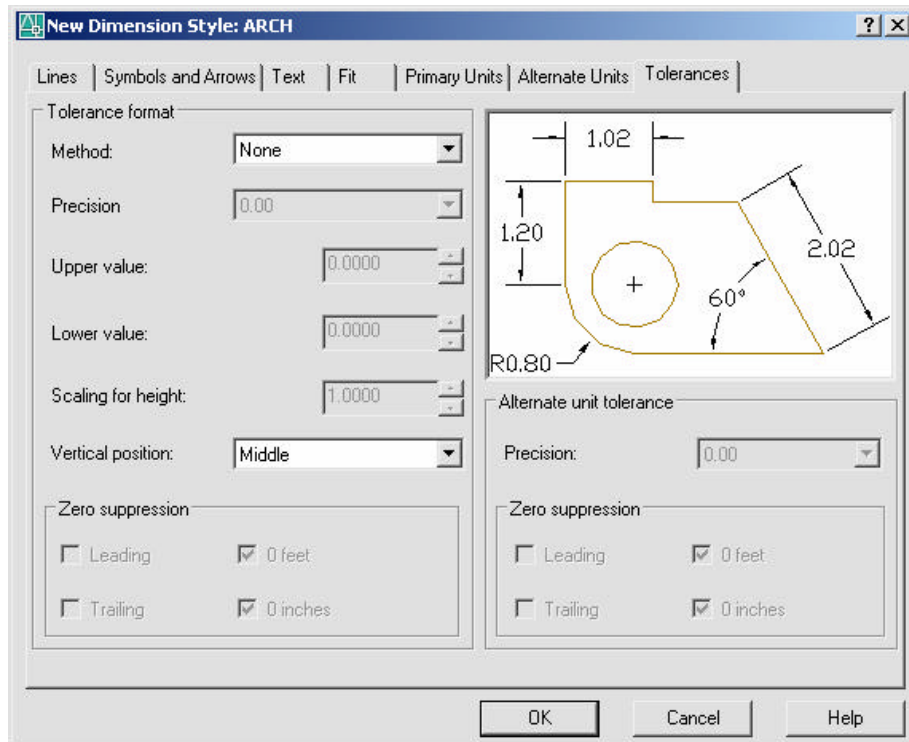 New Dimension Style: ARCH
Lines
Symbols and Arrows
Text
Fit
Primary Units
Alternate Units
Tolerances
Tolerance format
Method:
None
Precision
0.00
Upper value:
0.0000
Lower value:
0.0000
Scaling for height:
1.0000
Vertical position:
Middle
Zero suppression
Leading
0 feet
Trailing
0 inches
1.02
1.20
2.02
60°
R0.80
Alternate unit tolerance
Precision:
0.00
Zero suppression
Leading
0 feet
Trailing
0 inches
OK
Cancel
Help